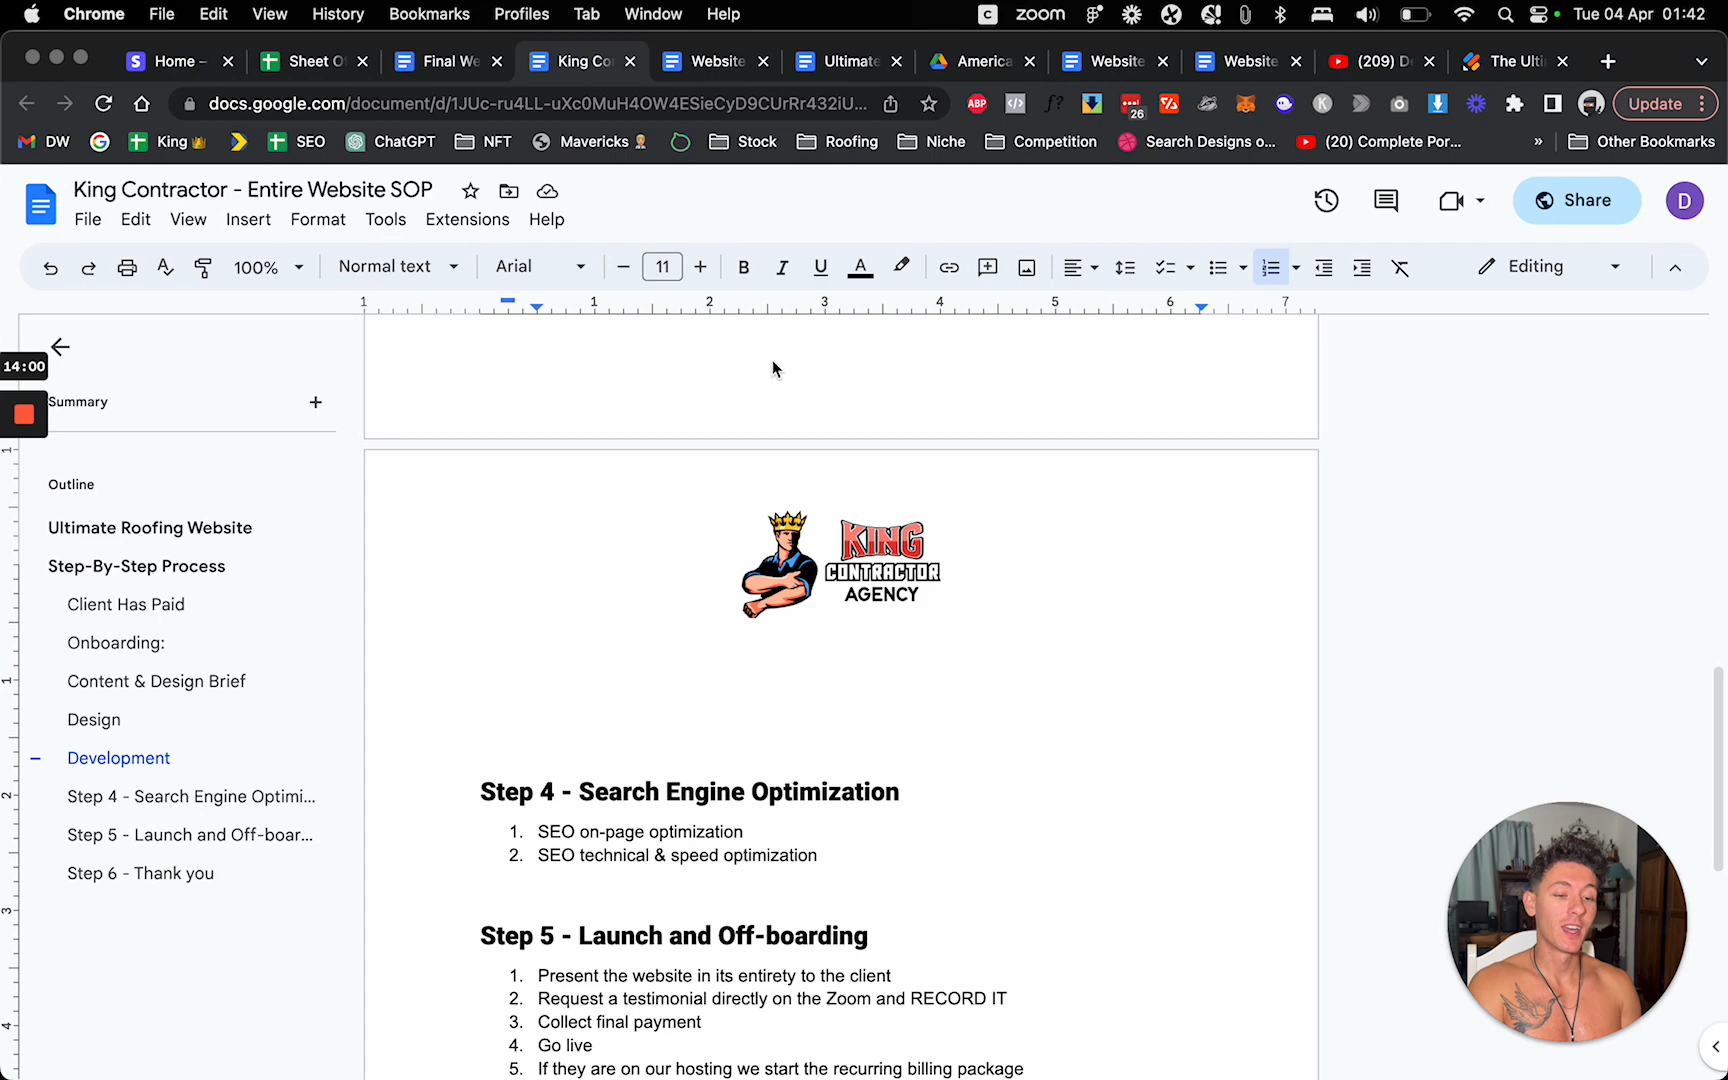 Chrome File Edit View History Bookmarks Profiles Tab Window Help
zoom Tue 04 Apr 01:42
Home – Sheet O Final We King Co Website Ultimate America Website Website (209) D The Ulti
docs.google.com/document/d/1JUc-ru4LL-uXc0MuH4OW4ESieCyD9CUrRr432iU...
ABP 26 K Update
DW King SEO ChatGPT NFT Mavericks Stock Roofing Niche Competition Search Designs o... (20) Complete Por... » Other Bookmarks
King Contractor - Entire Website SOP
File Edit View Insert Format Tools Extensions Help
Share
D
100% Normal text Arial 11 B I U A Editing
1 1 2 3 4 5 6 7
14:00
Summary
Outline
Ultimate Roofing Website
Step-By-Step Process
Client Has Paid
Onboarding:
Content & Design Brief
Design
Development
Step 4 - Search Engine Optimi...
Step 5 - Launch and Off-boar...
Step 6 - Thank you
1
1
2
3
4
KING
CONTRACTOR
AGENCY
Step 4 - Search Engine Optimization
1. SEO on-page optimization
2. SEO technical & speed optimization
Step 5 - Launch and Off-boarding
1. Present the website in its entirety to the client
2. Request a testimonial directly on the Zoom and RECORD IT
3. Collect final payment
4. Go live
5. If they are on our hosting we start the recurring billing package